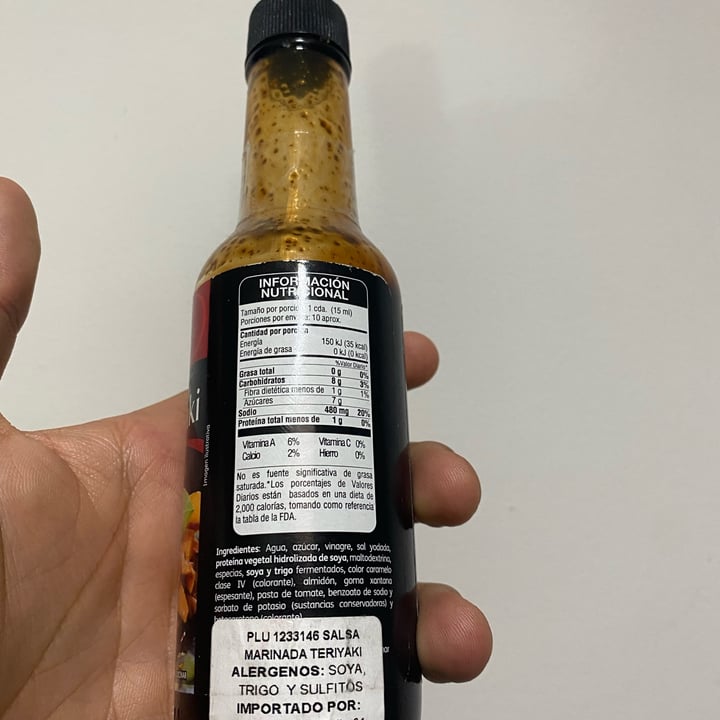 INFORMACIÓN
NUTRICIONAL
Tamaño por porción 1 cda. (15 ml)
Porciones por envase: 10 aprox.
Cantidad por porción
Energía 150 kJ (35 kcal)
Energía de grasa 0 kJ (0 kcal)
%Valor Diario*
Grasa total 0 g 0%
Carbohidratos 8 g 3%
Fibra dietética menos de 1 g 1%
Azúcares 7 g
Sodio 480 mg 20%
Proteína total menos de 1 g 0%
Vitamina A 6% Vitamina C 0%
Calcio 2% Hierro 0%
No es fuente significativa de grasa
saturada.*Los porcentajes de Valores
Diarios están basados en una dieta de
2,000 calorías, tomando como referencia
la tabla de la FDA.
ki
Imagen ilustrativa
Ingredientes: Agua, azúcar, vinagre, sal yodada,
proteína vegetal hidrolizada de soya, maltodextrina,
especias, soya y trigo fermentados, color caramelo
clase IV (colorante), almidón, goma xantana
(espesante), pasta de tomate, benzoato de sodio y
sorbato de potasio (sustancias conservadoras) y
(colorante)
PLU 1233146 SALSA
MARINADA TERIYAKI
ALERGENOS: SOYA,
TRIGO Y SULFITOS
IMPORTADO POR: